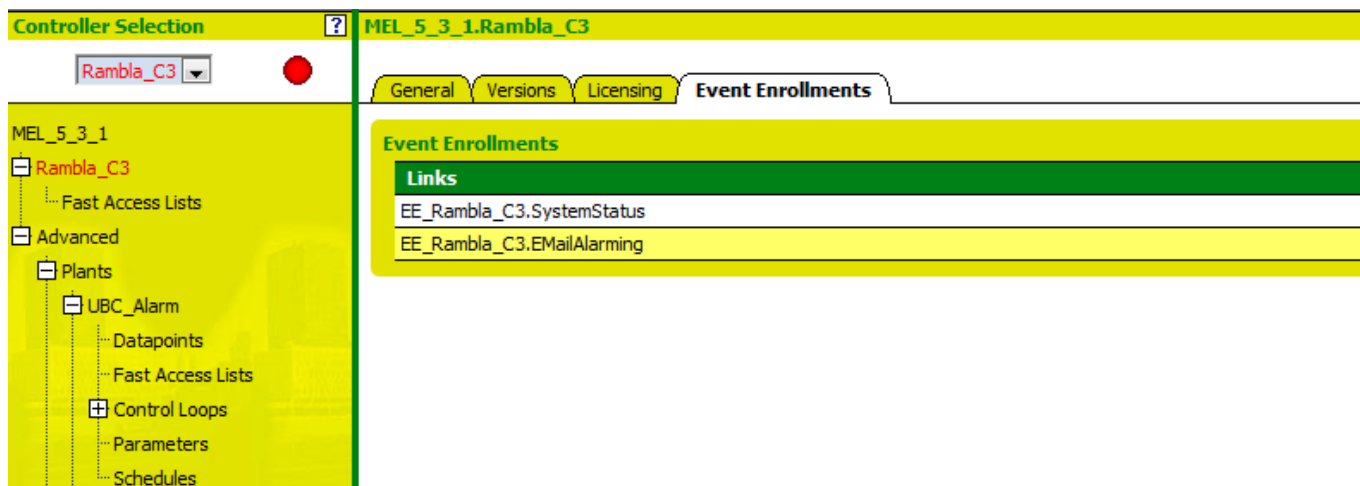 Controller Selection ?
Rambla_C3
MEL_5_3_1
Rambla_C3
Fast Access Lists
Advanced
Plants
UBC_Alarm
Datapoints
Fast Access Lists
Control Loops
Parameters
Schedules
MEL_5_3_1.Rambla_C3
General Versions Licensing Event Enrollments
Event Enrollments
Links
EE_Rambla_C3.SystemStatus
EE_Rambla_C3.EMailAlarming